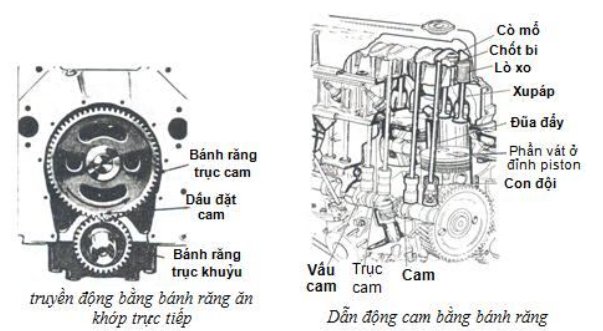 Bánh răng
trục cam
Dấu đặt
cam
Bánh răng
trục khuỷu
truyền động bằng bánh răng ăn
khớp trực tiếp
Cò mổ
Chốt bi
Lò xo
Xupáp
Đũa đẩy
Phần vát ở
đỉnh piston
Con đội
Vấu
cam
Trục
cam
Cam
Dẫn động cam bằng bánh răng